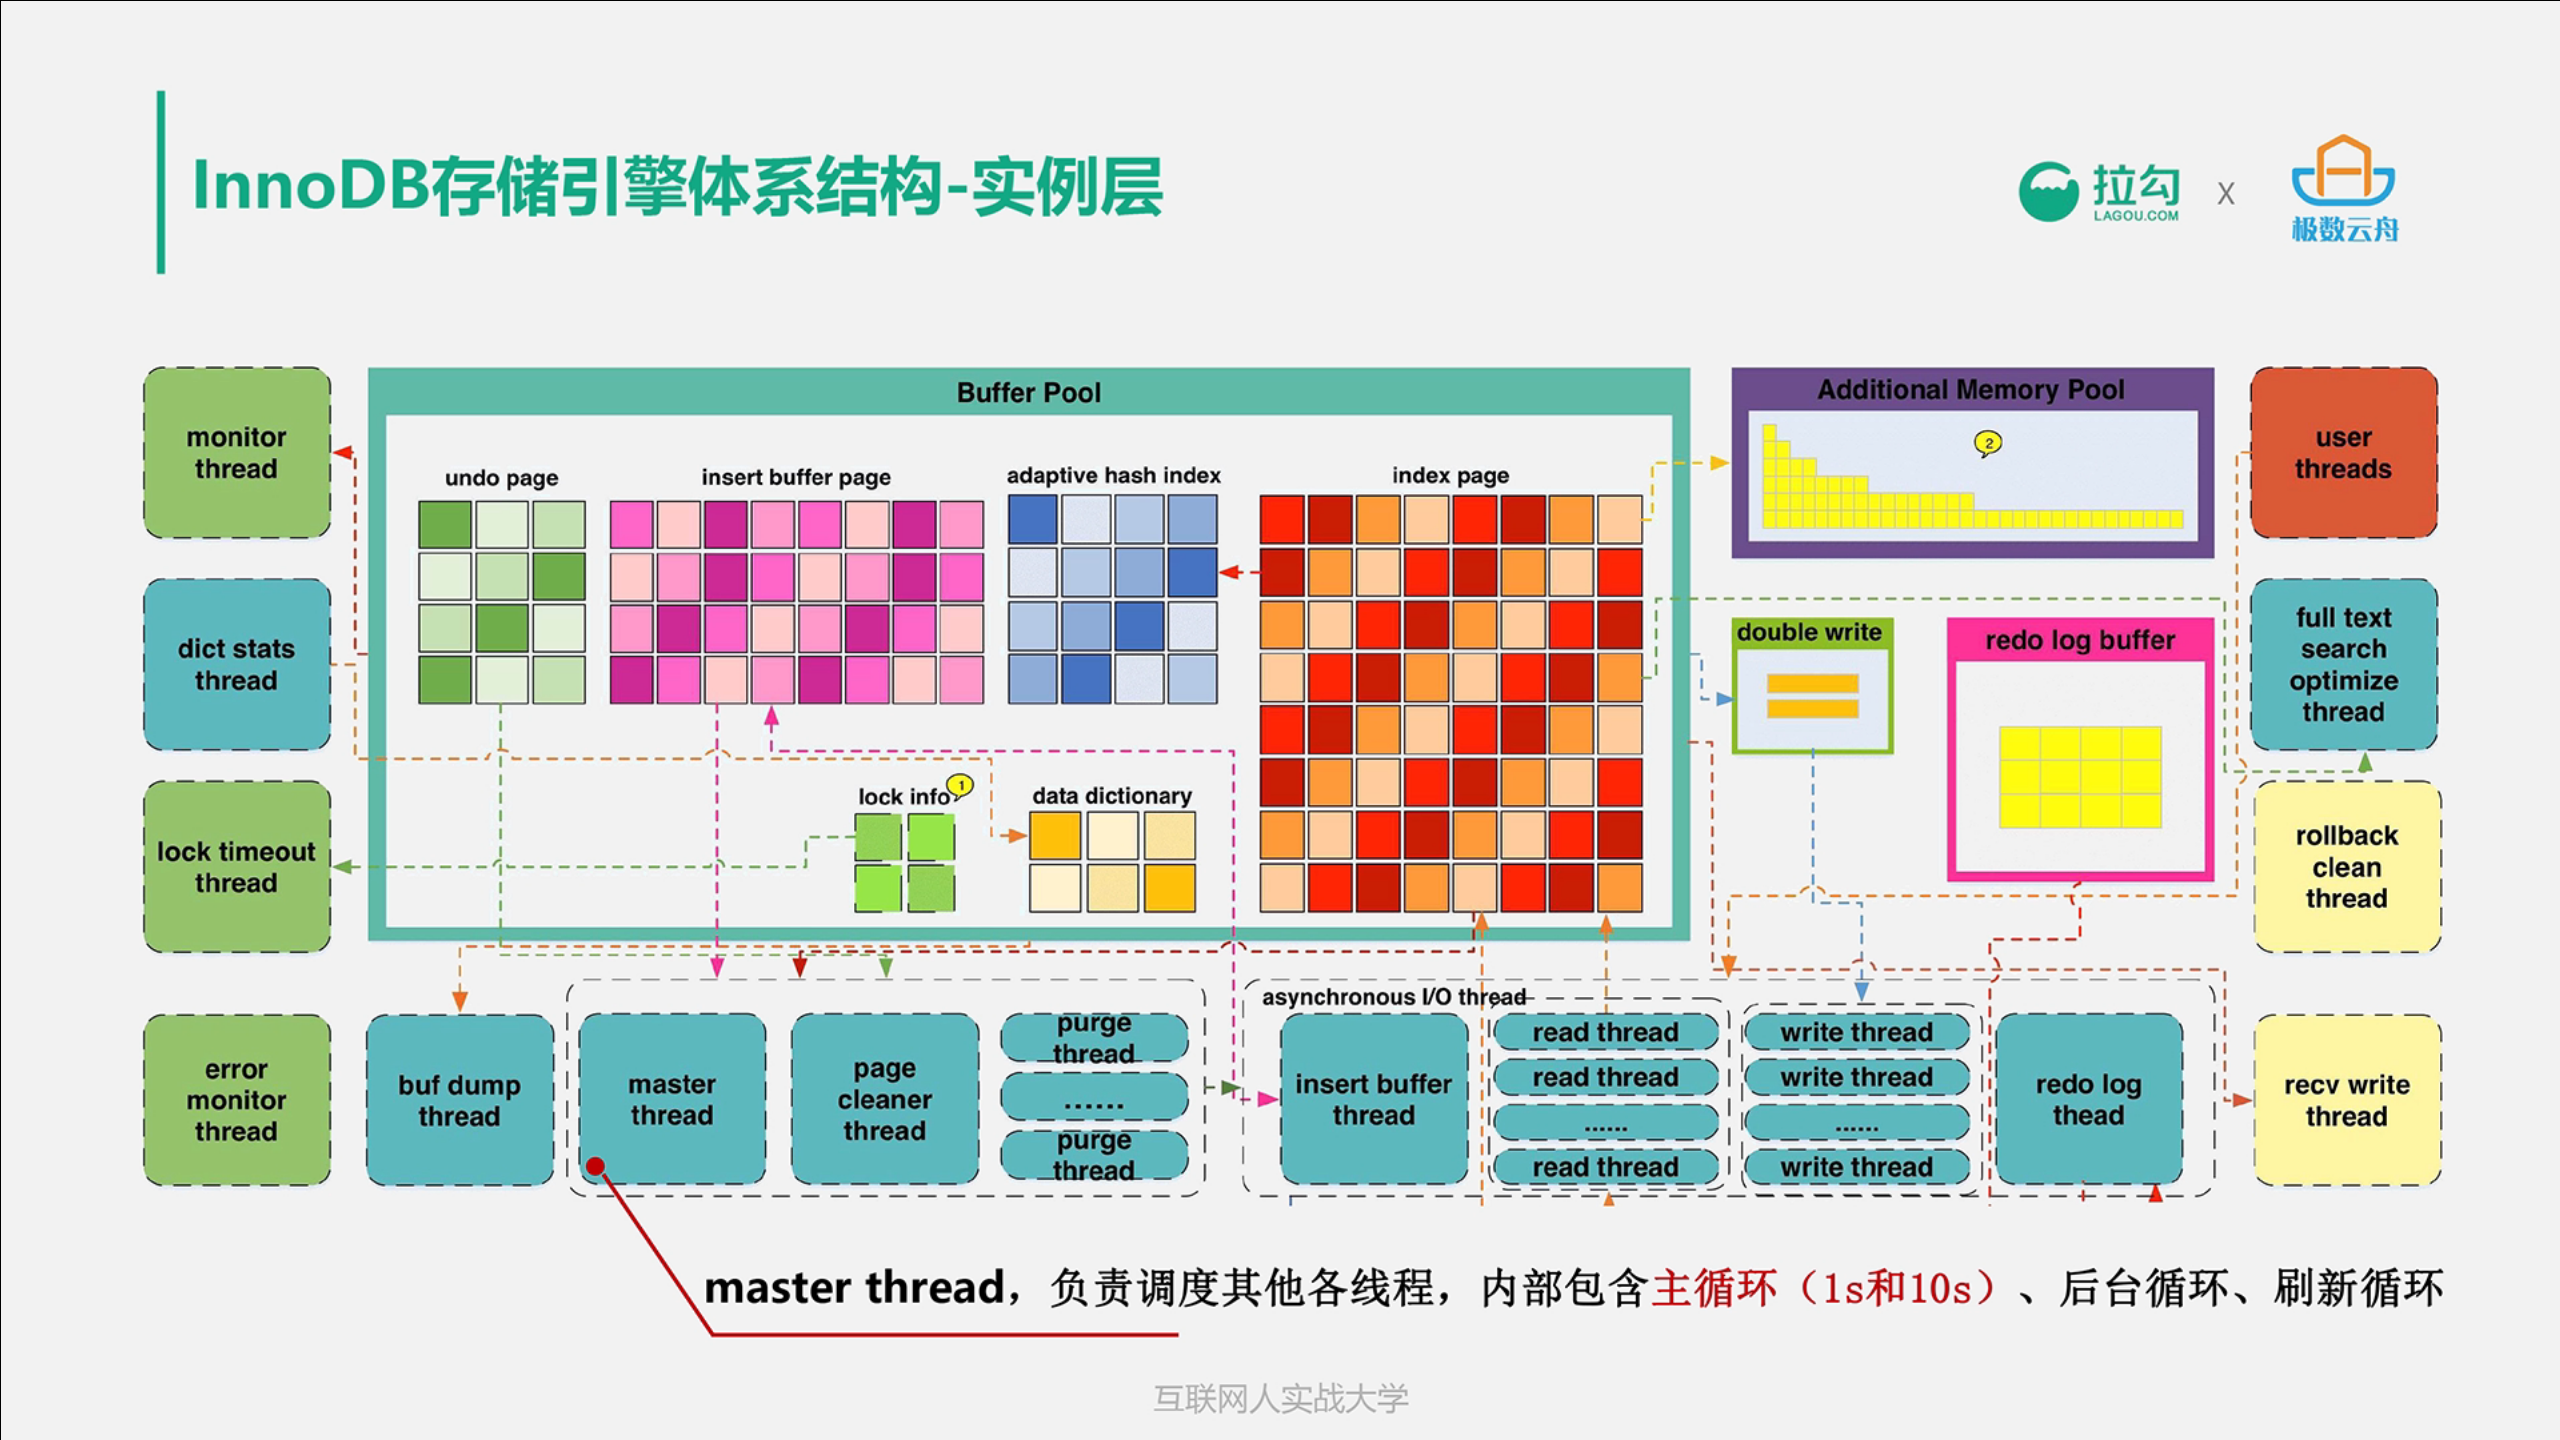 InnoDB存储引擎体系结构-实例层
拉勾
LAGOU.COM
X
极数云舟
monitor
thread
dict stats
thread
lock timeout
thread
error
monitor
thread
Buffer Pool
undo page
insert buffer page
adaptive hash index
index page
lock info
1
data dictionary
Additional Memory Pool
2
double write
redo log buffer
user
threads
full text
search
optimize
thread
rollback
clean
thread
recv write
thread
buf dump
thread
master
thread
page
cleaner
thread
purge
thread
......
purge
thread
asynchronous I/O thread
insert buffer
thread
read thread
read thread
......
read thread
write thread
write thread
......
write thread
redo log
thead
master thread，负责调度其他各线程，内部包含主循环（1s和10s）、后台循环、刷新循环
互联网人实战大学